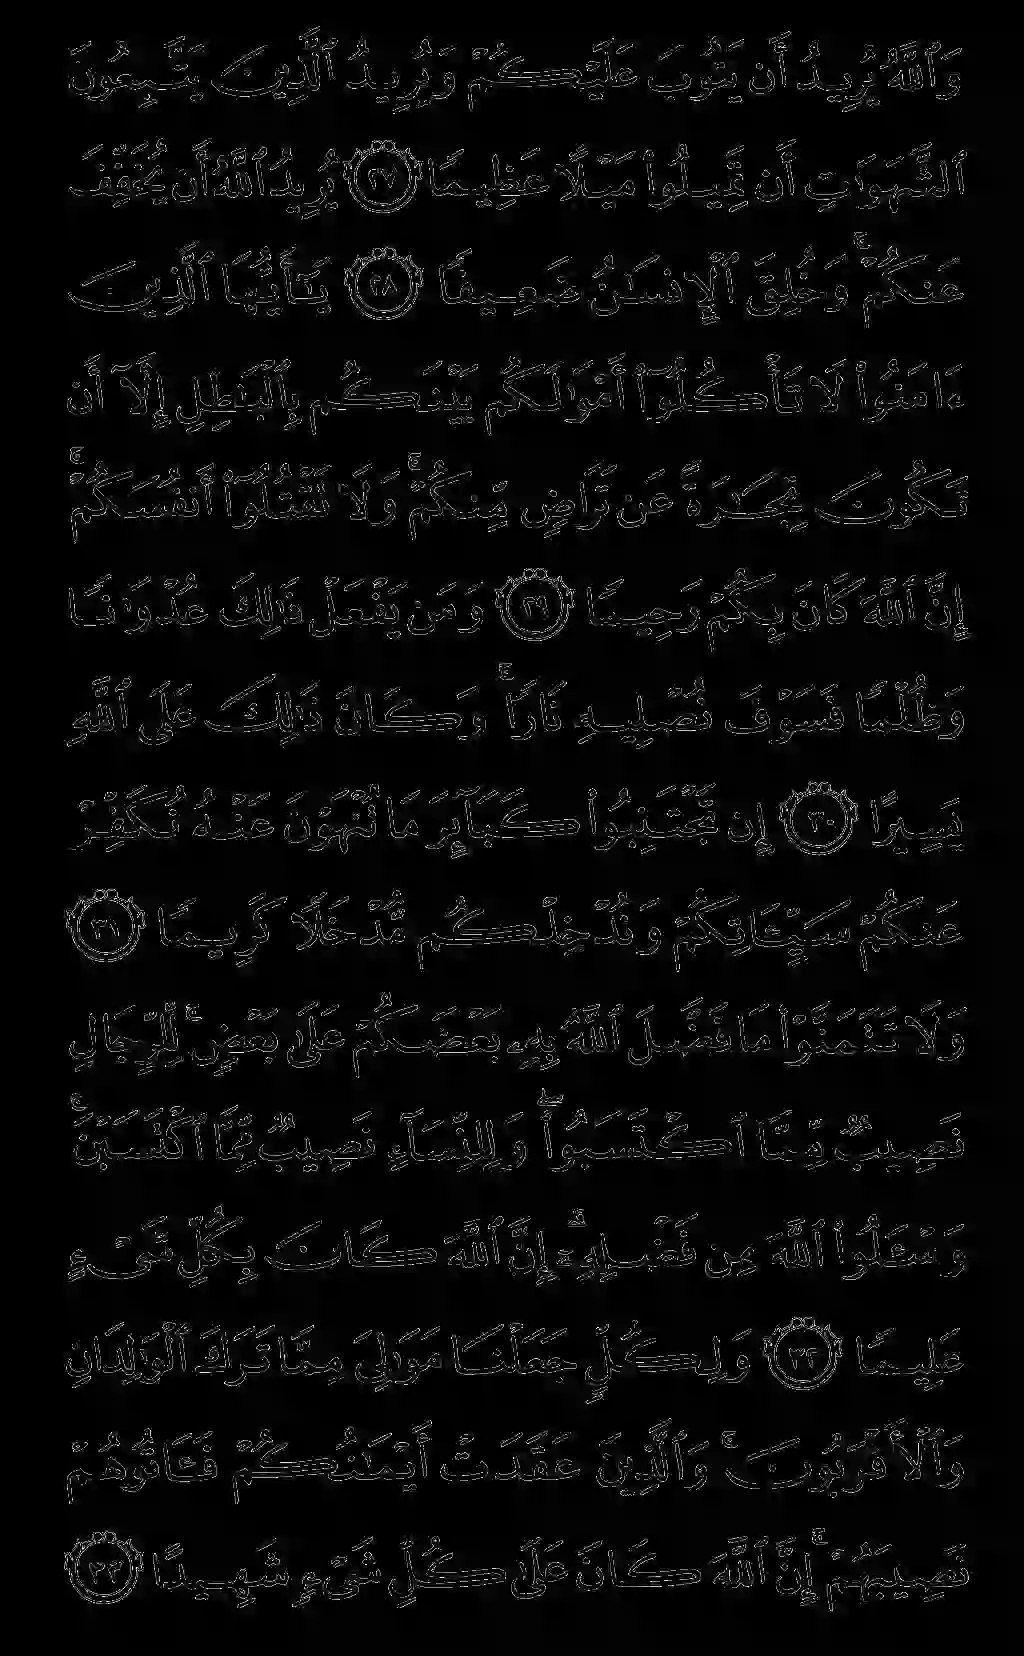 وَٱللَّهُ يُرِيدُ أَن يَتُوبَ عَلَيْكُمْ وَيُرِيدُ ٱلَّذِينَ يَتَّبِعُونَ
ٱلشَّهَوَٰتِ أَن تَمِيلُوا۟ مَيْلًا عَظِيمًا ٢٧ يُرِيدُ ٱللَّهُ أَن يُخَفِّفَ
عَنكُمْ ۚ وَخُلِقَ ٱلْإِنسَٰنُ ضَعِيفًا ٢٨ يَٰٓأَيُّهَا ٱلَّذِينَ
ءَامَنُوا۟ لَا تَأْكُلُوٓا۟ أَمْوَٰلَكُم بَيْنَكُم بِٱلْبَٰطِلِ إِلَّآ أَن
تَكُونَ تِجَٰرَةً عَن تَرَاضٍ مِّنكُمْ ۚ وَلَا تَقْتُلُوٓا۟ أَنفُسَكُمْ ۚ
إِنَّ ٱللَّهَ كَانَ بِكُمْ رَحِيمًا ٢٩ وَمَن يَفْعَلْ ذَٰلِكَ عُدْوَٰنًا
وَظُلْمًا فَسَوْفَ نُصْلِيهِ نَارًا ۚ وَكَانَ ذَٰلِكَ عَلَى ٱللَّهِ
يَسِيرًا ٣٠ إِن تَجْتَنِبُوا۟ كَبَآئِرَ مَا تُنْهَوْنَ عَنْهُ نُكَفِّرْ
عَنكُمْ سَيِّـَٔاتِكُمْ وَنُدْخِلْكُم مُّدْخَلًا كَرِيمًا ٣١
وَلَا تَتَمَنَّوْا۟ مَا فَضَّلَ ٱللَّهُ بِهِۦ بَعْضَكُمْ عَلَىٰ بَعْضٍ ۚ لِّلرِّجَالِ
نَصِيبٌ مِّمَّا ٱكْتَسَبُوا۟ ۖ وَلِلنِّسَآءِ نَصِيبٌ مِّمَّا ٱكْتَسَبْنَ ۚ
وَسْـَٔلُوا۟ ٱللَّهَ مِن فَضْلِهِۦٓ ۗ إِنَّ ٱللَّهَ كَانَ بِكُلِّ شَىْءٍ
عَلِيمًا ٣٢ وَلِكُلٍّ جَعَلْنَا مَوَٰلِىَ مِمَّا تَرَكَ ٱلْوَٰلِدَانِ
وَٱلْأَقْرَبُونَ ۚ وَٱلَّذِينَ عَقَدَتْ أَيْمَٰنُكُمْ فَـَٔاتُوهُمْ
نَصِيبَهُمْ ۚ إِنَّ ٱللَّهَ كَانَ عَلَىٰ كُلِّ شَىْءٍ شَهِيدًا ٣٣